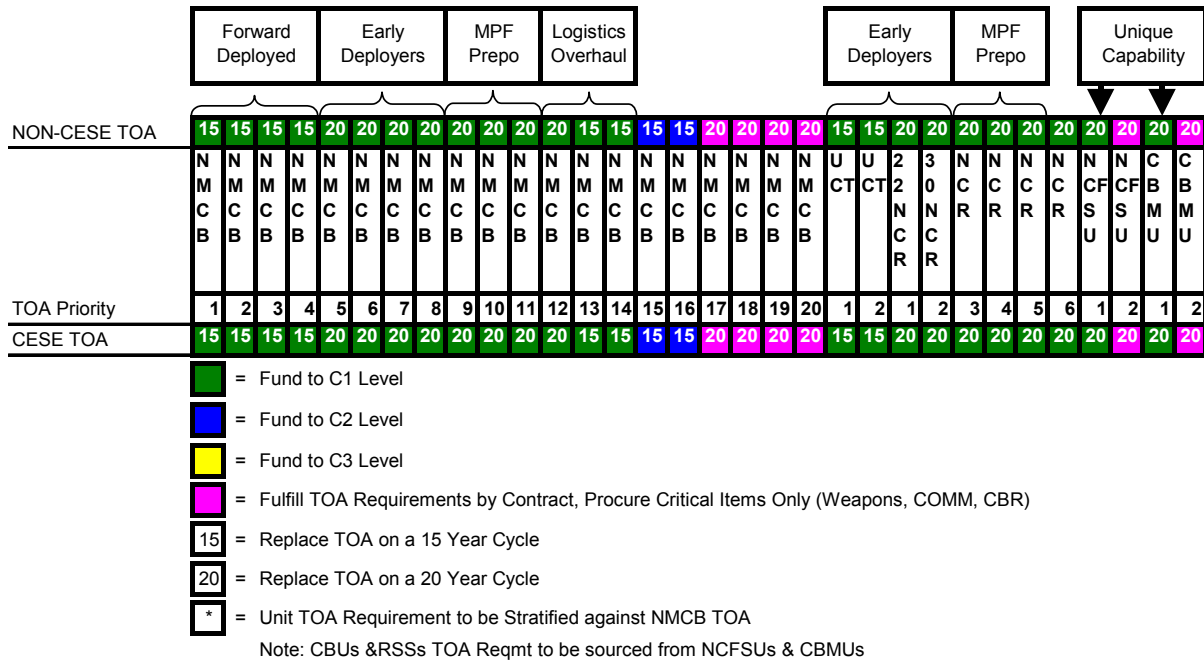 Forward Deployed
Early Deployers
MPF Prepo
Logistics Overhaul
Early Deployers
MPF Prepo
Unique Capability
NON-CESE TOA 15 15 15 15 20 20 20 20 20 20 20 20 15 15 15 15 20 20 20 20 15 15 20 20 20 20 20 20 20 20 20 20
NMCB NMCB NMCB NMCB NMCB NMCB NMCB NMCB NMCB NMCB NMCB NMCB NMCB NMCB NMCB NMCB NMCB NMCB NMCB NMCB UCT UCT 22NCR 30NCR NCR NCR NCR NCR NCFSU NCFSU CBMU CBMU
TOA Priority 1 2 3 4 5 6 7 8 9 10 11 12 13 14 15 16 17 18 19 20 1 2 1 2 3 4 5 6 1 2 1 2
CESE TOA 15 15 15 15 20 20 20 20 20 20 20 20 15 15 15 15 20 20 20 20 15 15 20 20 20 20 20 20 20 20 20 20
= Fund to C1 Level
= Fund to C2 Level
= Fund to C3 Level
= Fulfill TOA Requirements by Contract, Procure Critical Items Only (Weapons, COMM, CBR)
15 = Replace TOA on a 15 Year Cycle
20 = Replace TOA on a 20 Year Cycle
* = Unit TOA Requirement to be Stratified against NMCB TOA
Note: CBUs &RSSs TOA Reqmt to be sourced from NCFSUs & CBMUs